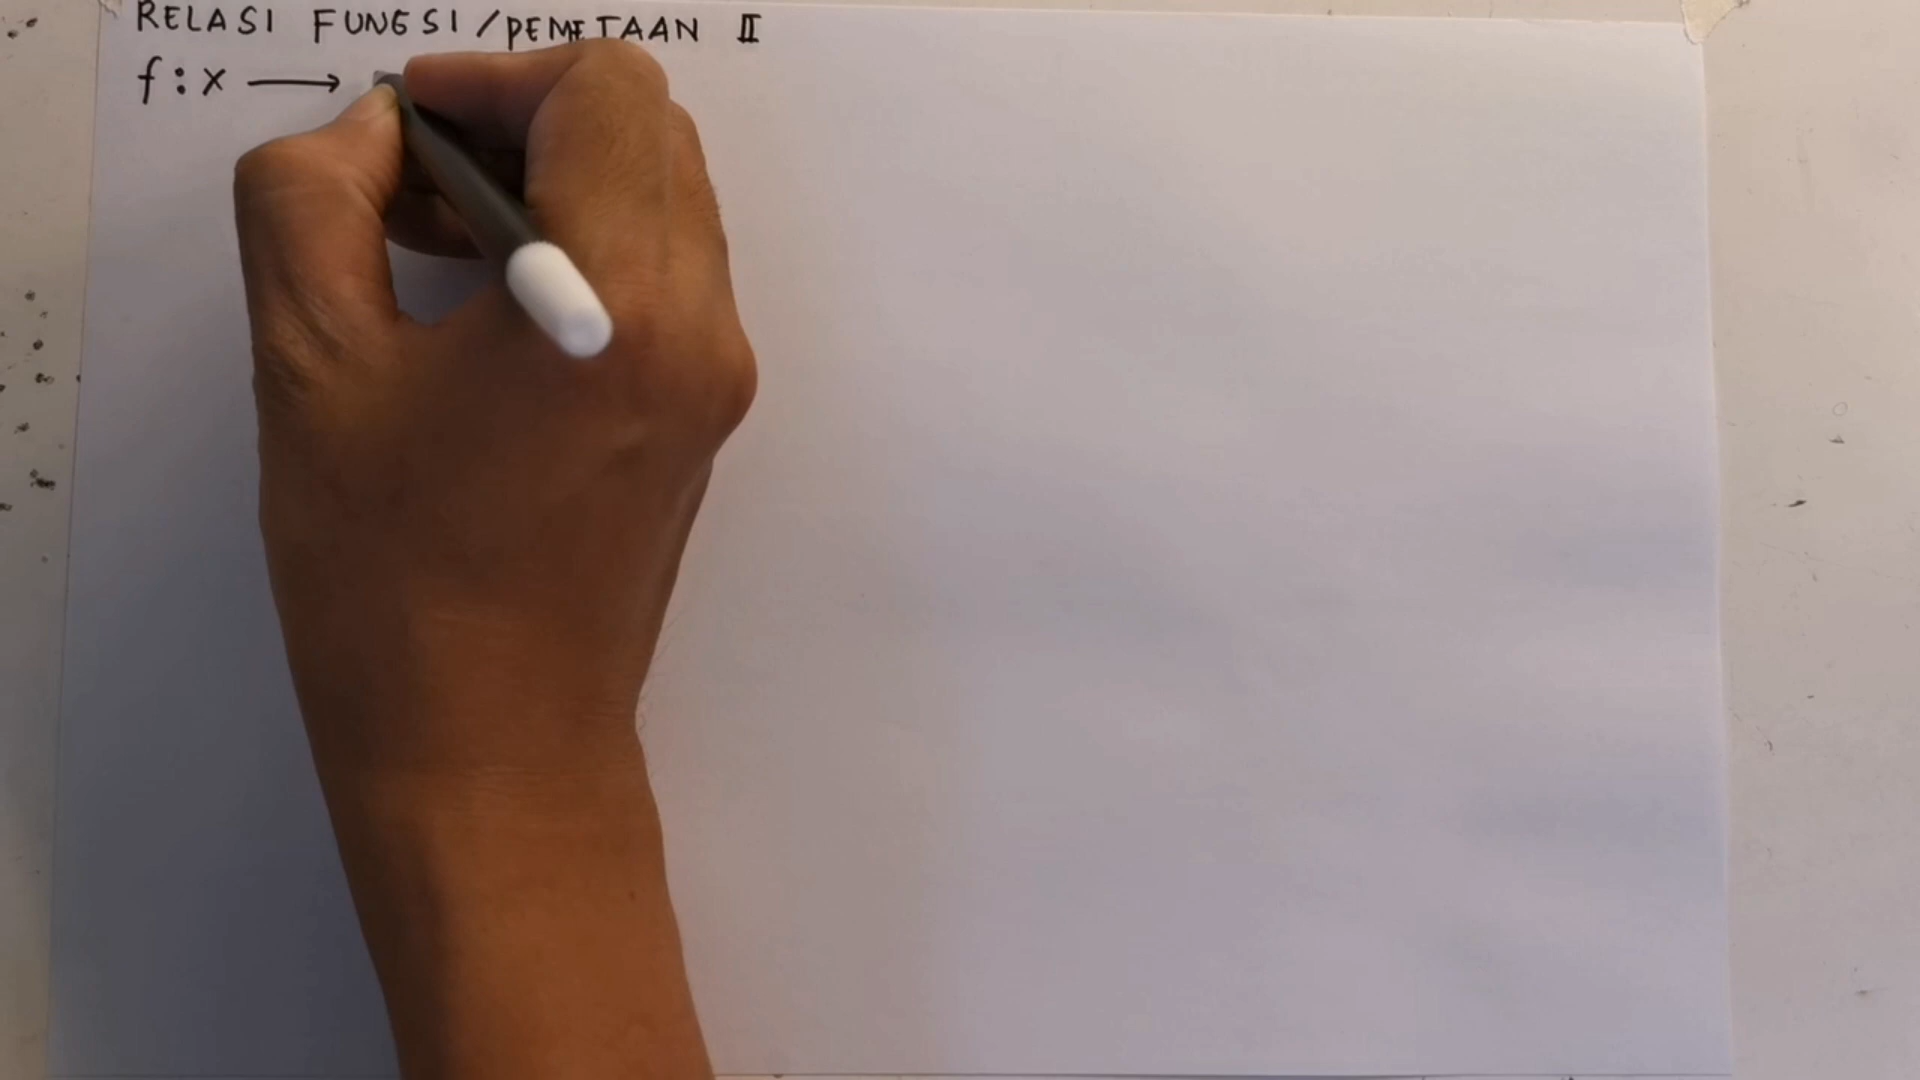 RELASI FUNGSI/PEMETAAN II
f : x ⟶